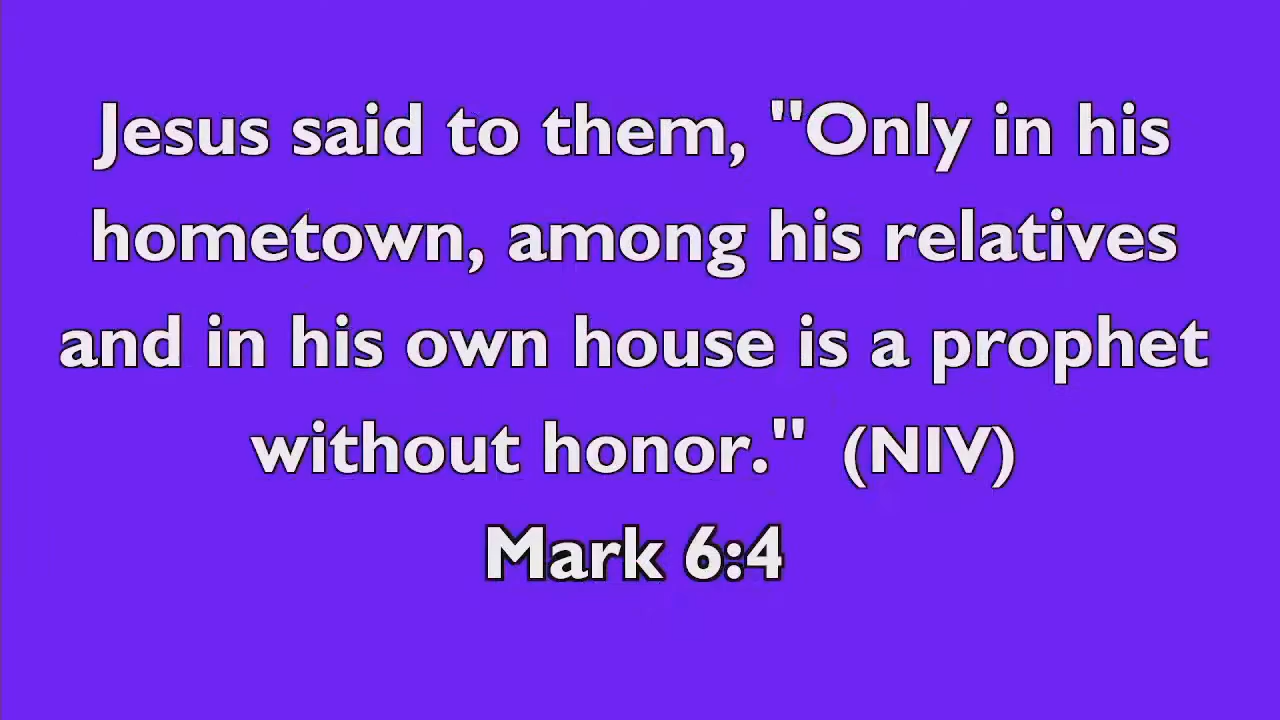 Jesus said to them, "Only in his
hometown, among his relatives
and in his own house is a prophet
without honor." (NIV)
Mark 6:4